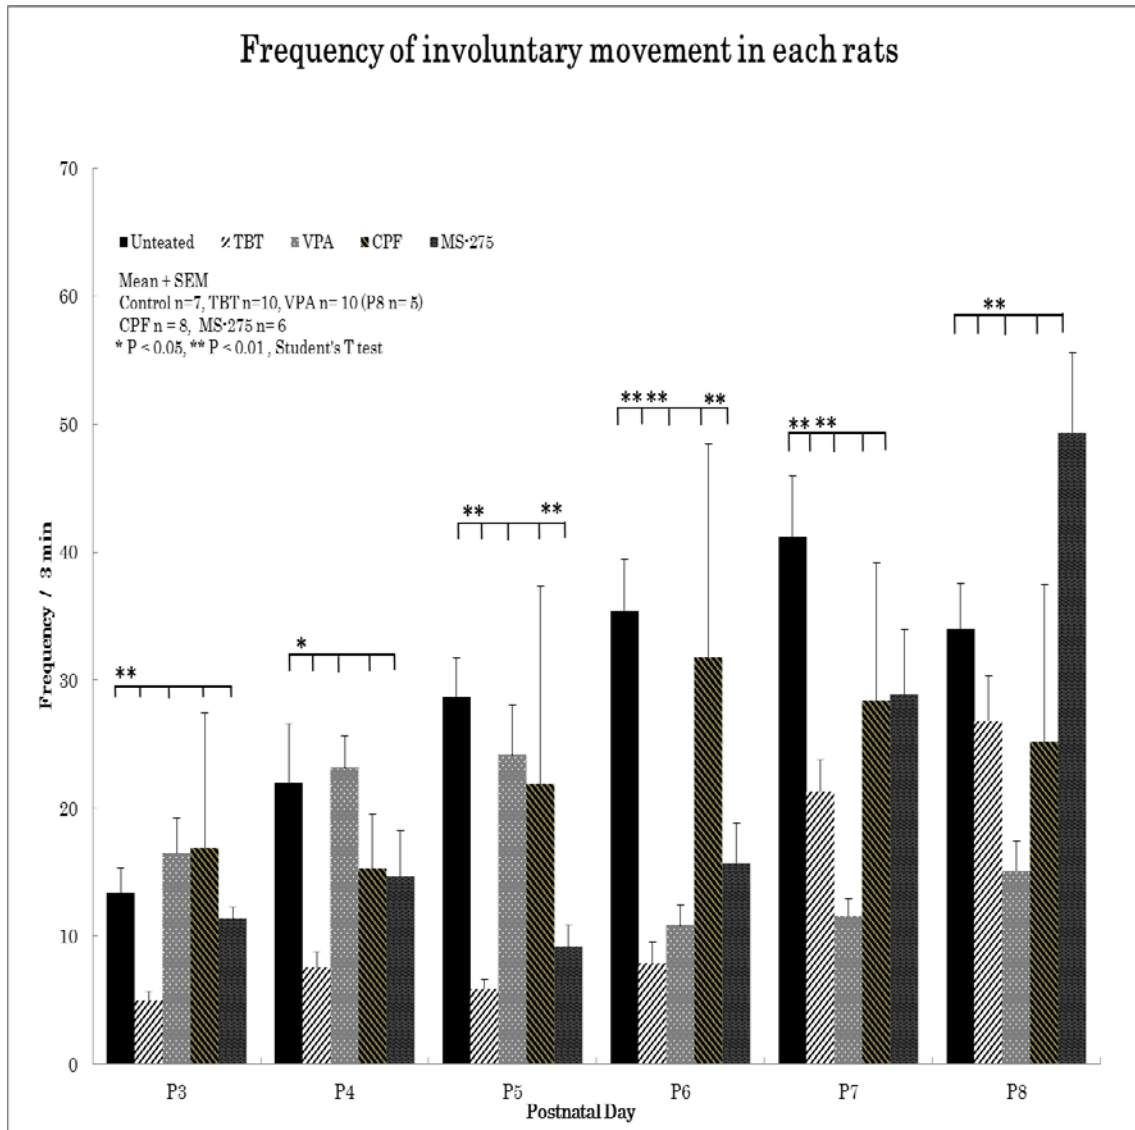 Frequency of involuntary movement in each rats
70
Unteated TBT VPA CPF MS-275
Mean + SEM
Control n=7, TBT n=10, VPA n= 10 (P8 n= 5)
CPF n = 8, MS-275 n= 6
* P < 0.05, ** P < 0.01 , Student's T test
60
**
50
** ** **
** **
** **
40
*
**
30
20
10
0
Frequency / 3 min
P3 P4 P5 P6 P7 P8
Postnatal Day